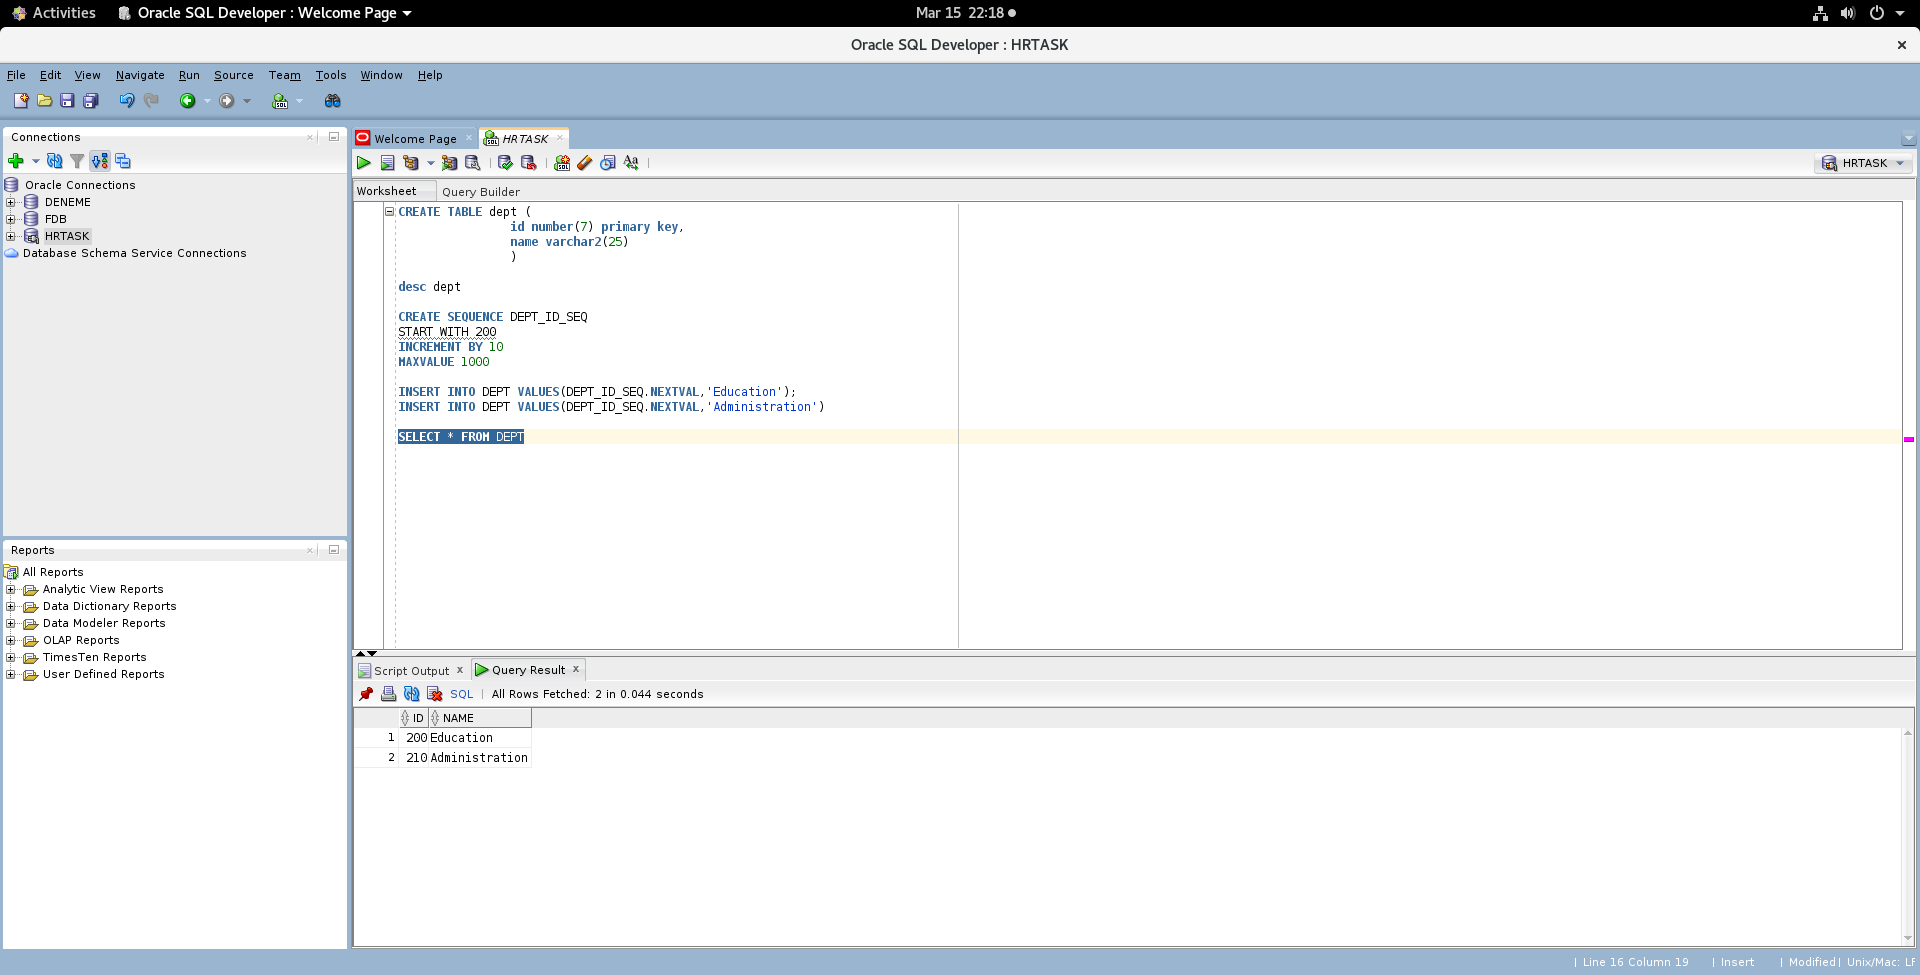 Activities
Oracle SQL Developer : Welcome Page
Mar 15 22:18
Oracle SQL Developer : HRTASK
File Edit View Navigate Run Source Team Tools Window Help
Connections
Oracle Connections
DENEME
FDB
HRTASK
Database Schema Service Connections
Reports
All Reports
Analytic View Reports
Data Dictionary Reports
Data Modeler Reports
OLAP Reports
TimesTen Reports
User Defined Reports
Welcome Page
HRTASK
HRTASK
Worksheet Query Builder
CREATE TABLE dept (
id number(7) primary key,
name varchar2(25)
)
desc dept
CREATE SEQUENCE DEPT_ID_SEQ
START WITH 200
INCREMENT BY 10
MAXVALUE 1000
INSERT INTO DEPT VALUES(DEPT_ID_SEQ.NEXTVAL,'Education');
INSERT INTO DEPT VALUES(DEPT_ID_SEQ.NEXTVAL,'Administration')
SELECT * FROM DEPT
Script Output
Query Result
SQL | All Rows Fetched: 2 in 0.044 seconds
ID NAME
1 200 Education
2 210 Administration
| Line 16 Column 19 | Insert | Modified | Unix/Mac: LF